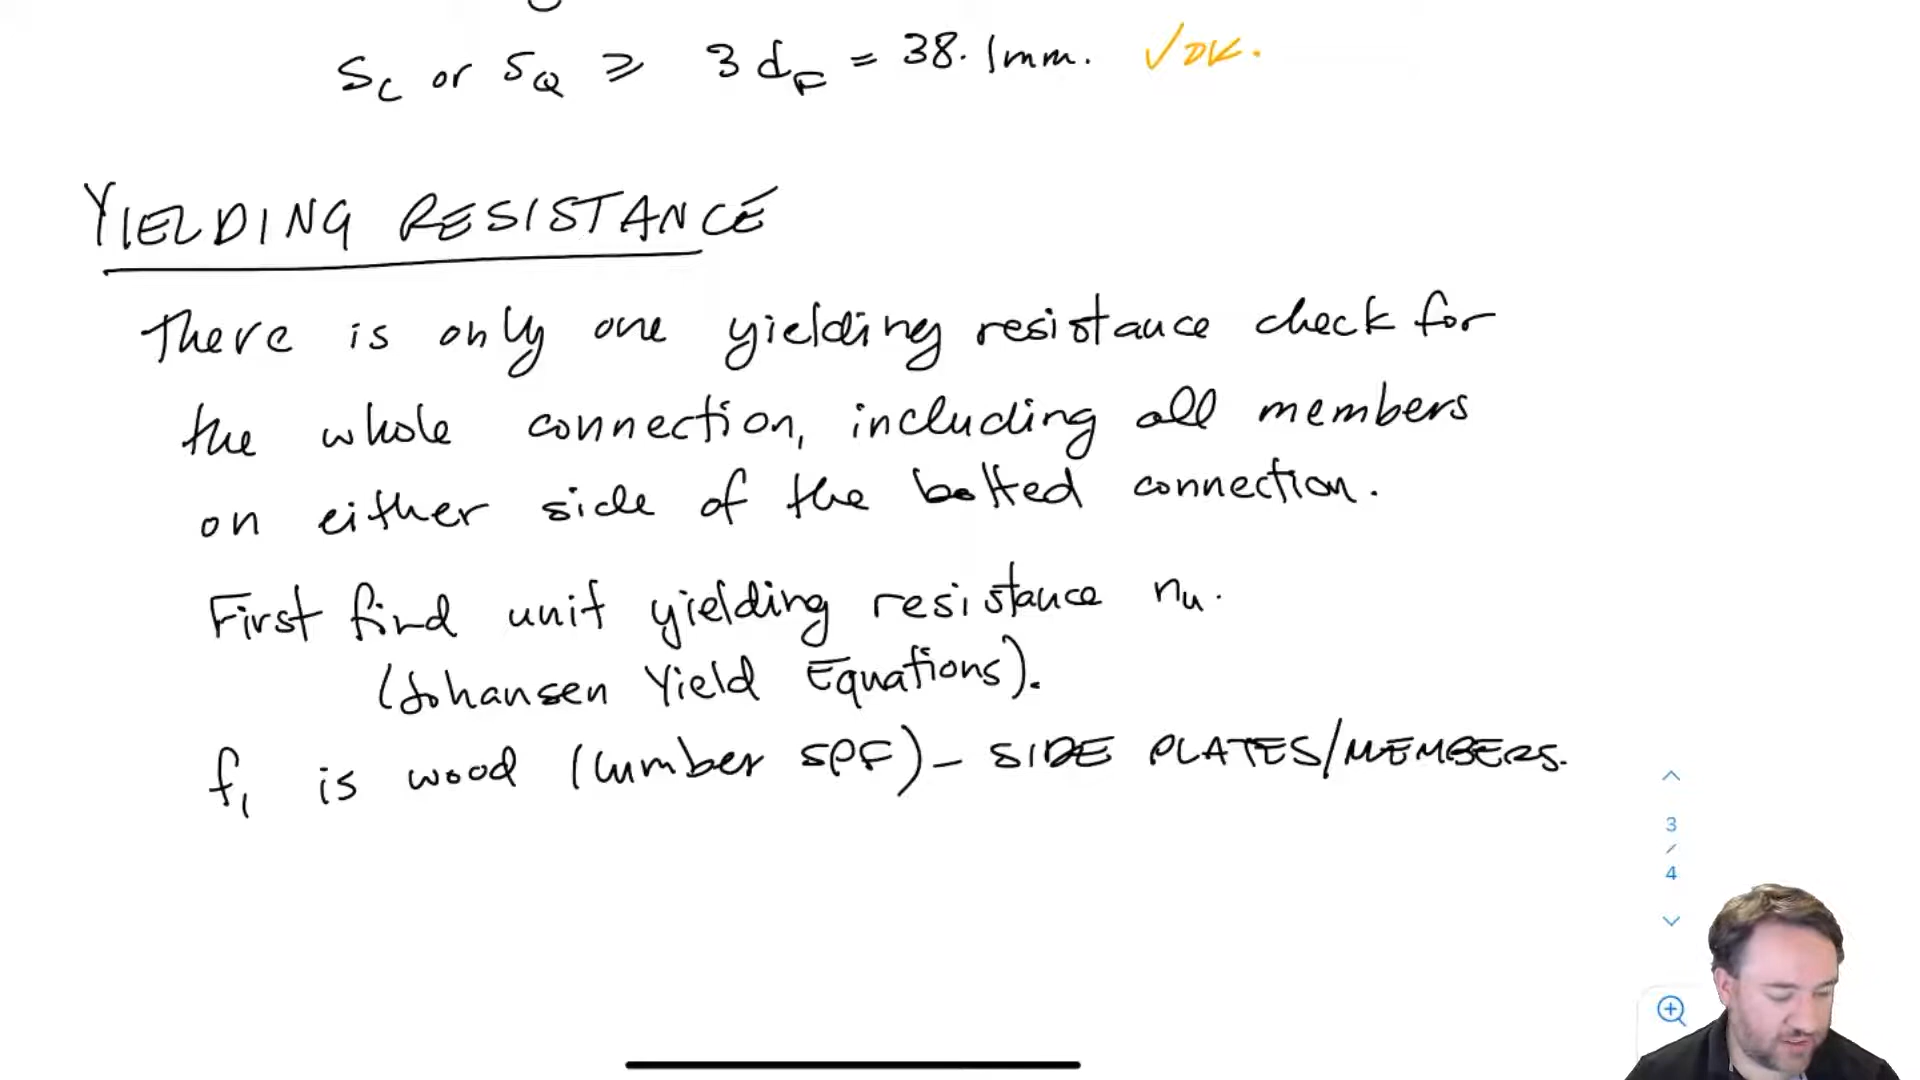 Sc or SQ ≥ 3dF = 38.1mm. ✓OK.
YIELDING RESISTANCE
There is only one yielding resistance check for
the whole connection, including all members
on either side of the bolted connection.
First find unit yielding resistance nu.
(Johansen Yield Equations).
f1 is wood (lumber SPF) – SIDE PLATES/MEMBERS.
3
/
4